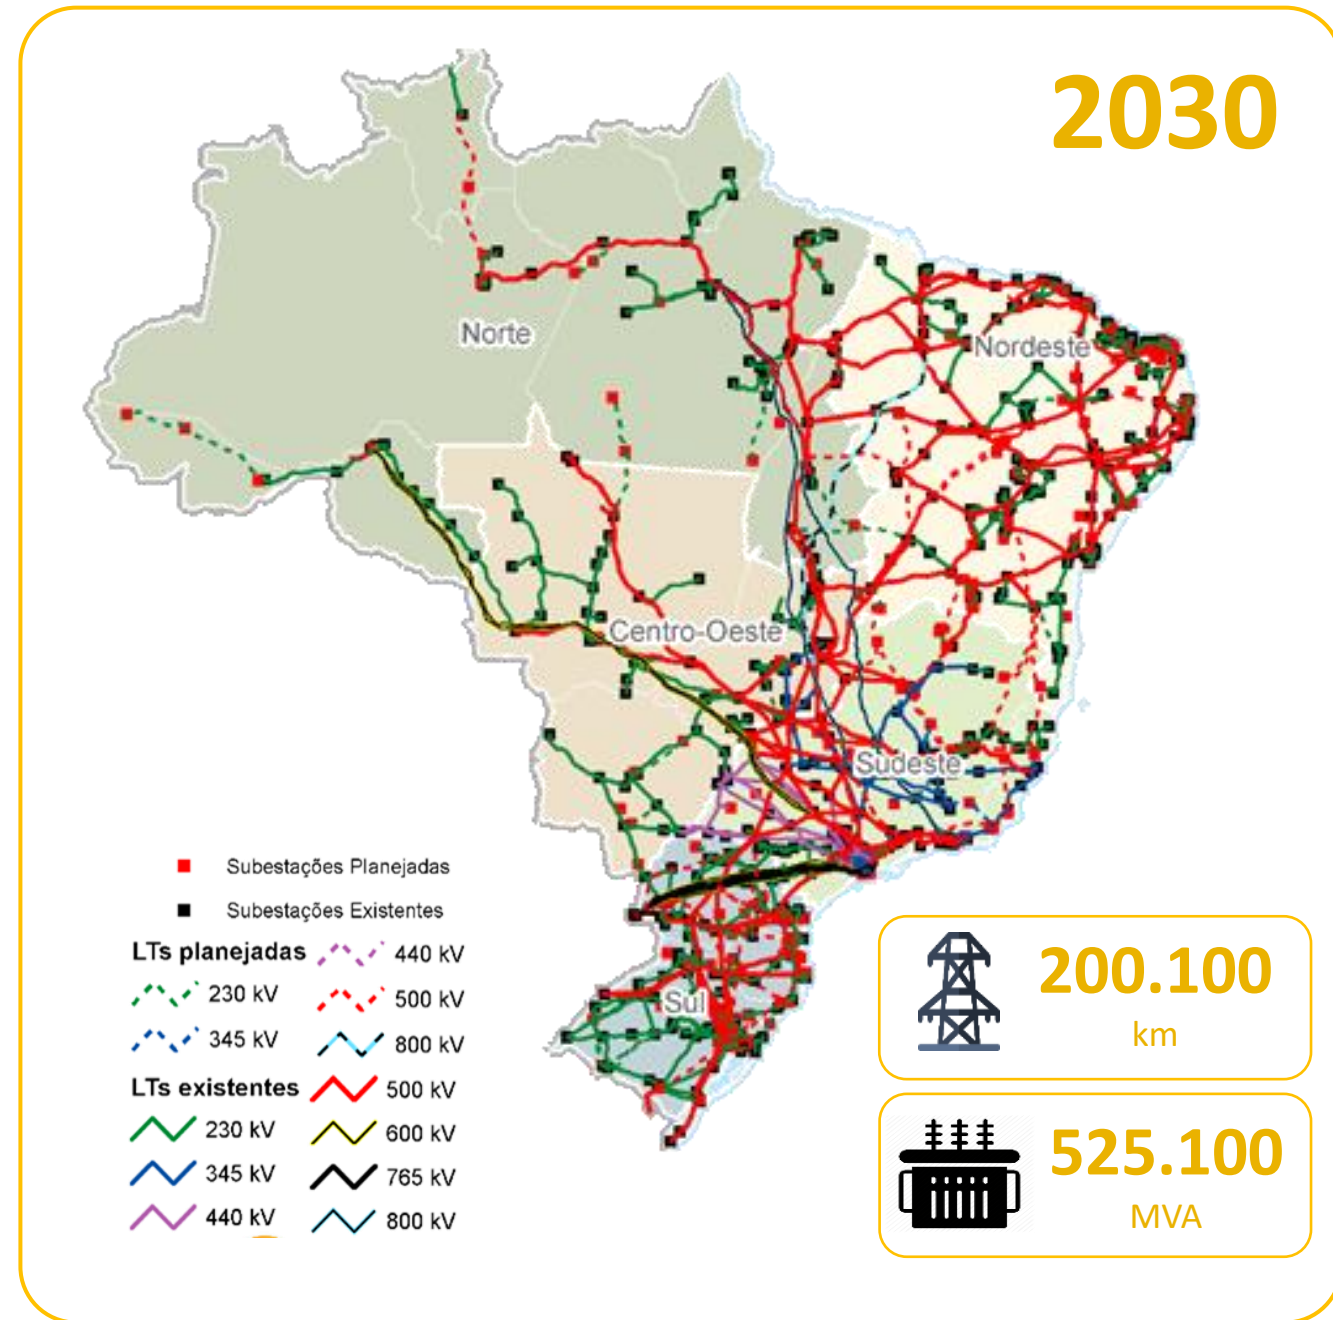 2030
Norte
Nordeste
Centro-Oeste
Sudeste
Sul
Subestações Planejadas
Subestações Existentes
LTs planejadas
230 kV
345 kV
440 kV
500 kV
800 kV
LTs existentes
230 kV
345 kV
440 kV
500 kV
600 kV
765 kV
800 kV
200.100
km
525.100
MVA